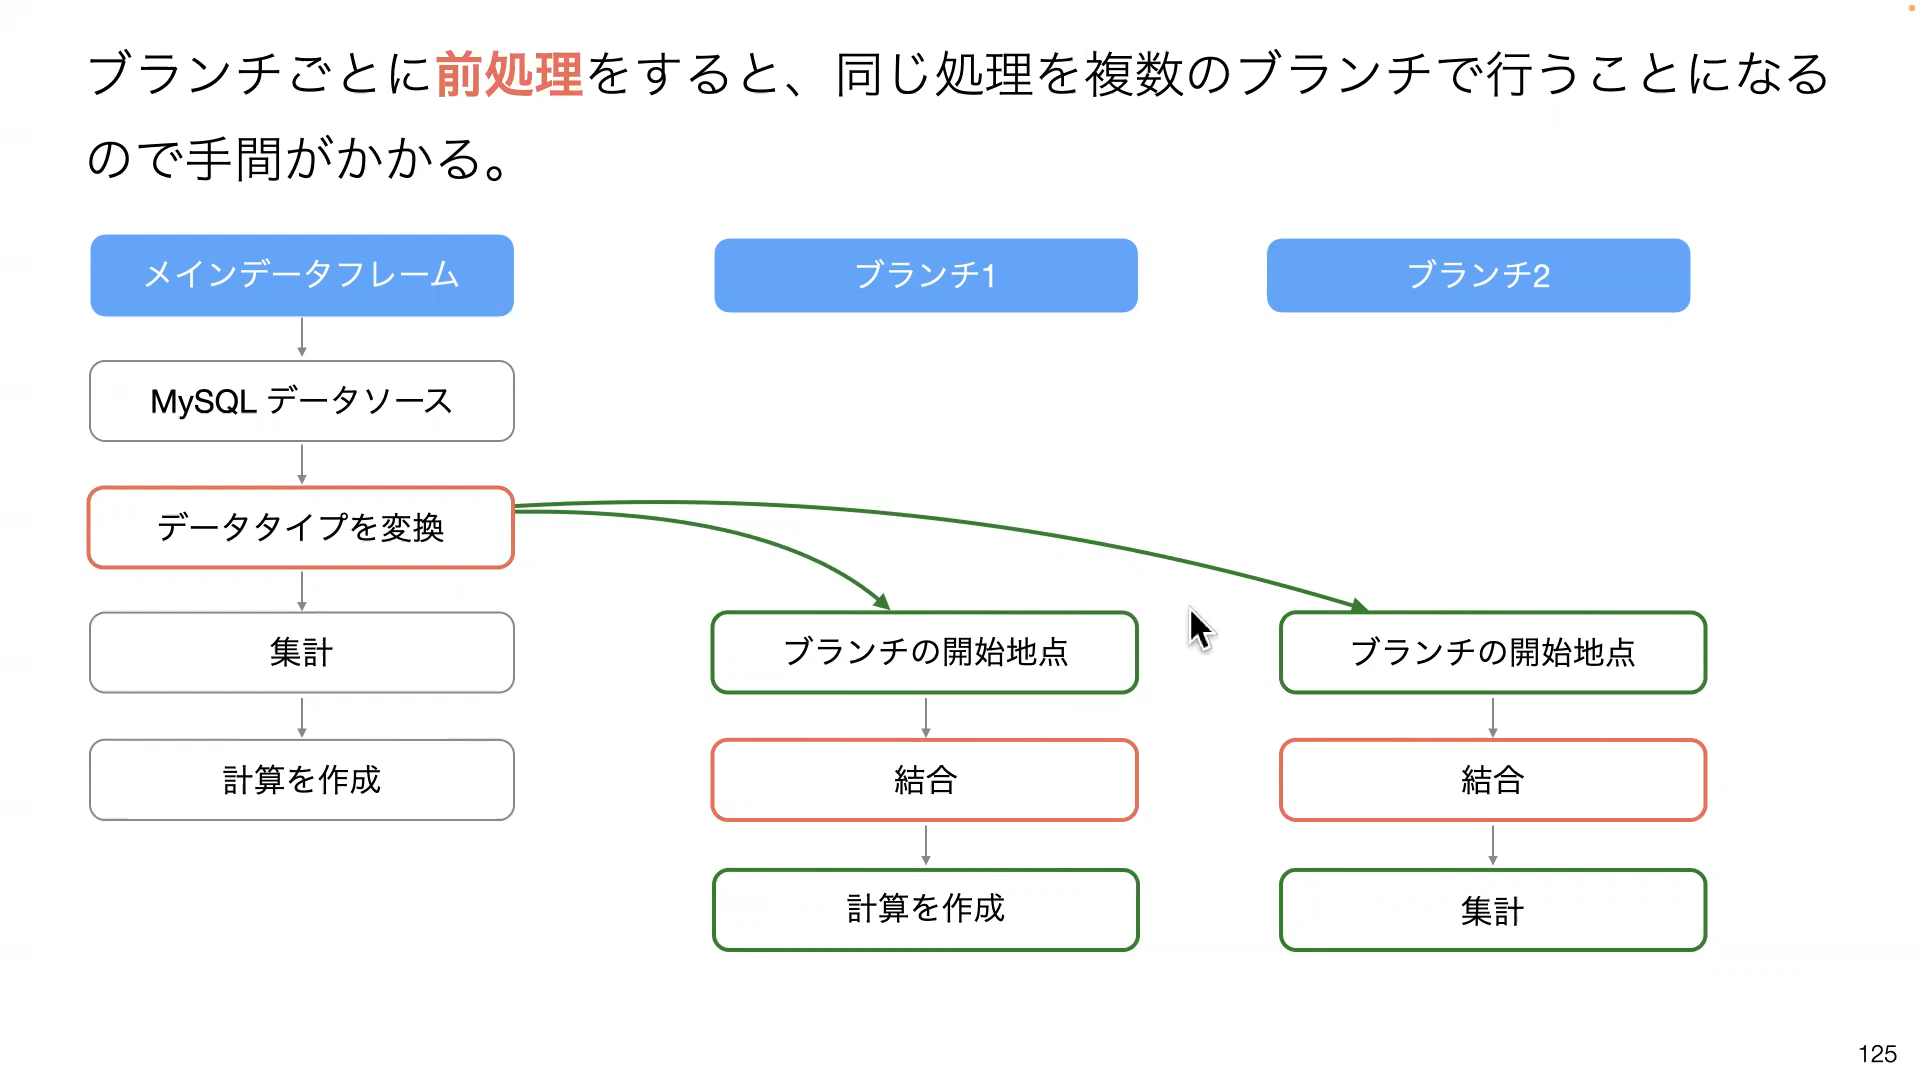 ブランチごとに前処理をすると、同じ処理を複数のブランチで行うことになる
ので手間がかかる。
メインデータフレーム
MySQL データソース
データタイプを変換
集計
計算を作成
ブランチ1
ブランチの開始地点
結合
計算を作成
ブランチ2
ブランチの開始地点
結合
集計
125